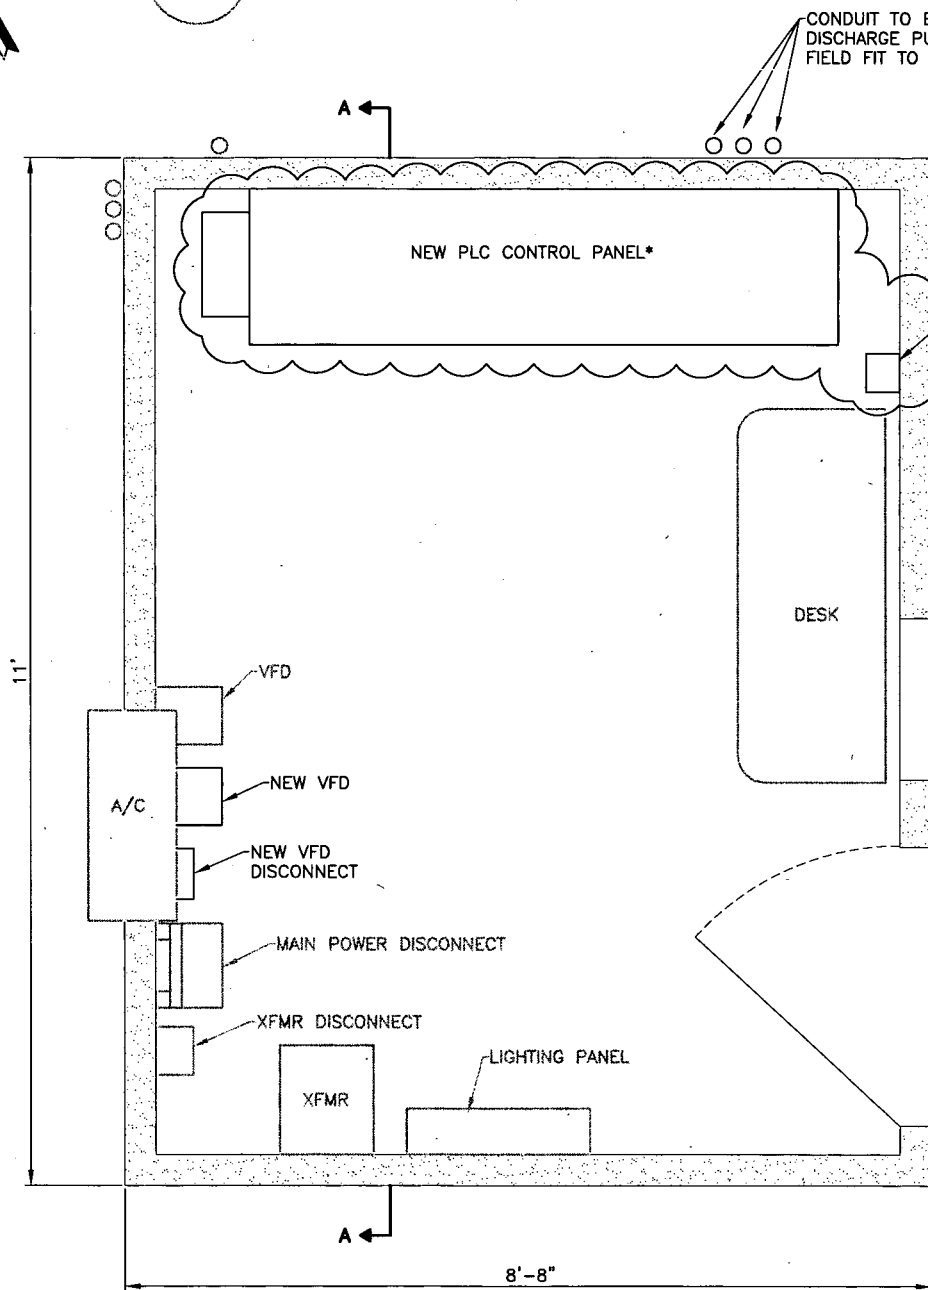 CONDUIT TO
DISCHARGE
FIELD FIT TO
A
NEW PLC CONTROL PANEL*
DESK
11'
VFD
A/C
NEW VFD
NEW VFD
DISCONNECT
MAIN POWER DISCONNECT
XFMR DISCONNECT
LIGHTING PANEL
XFMR
A
8'-8"